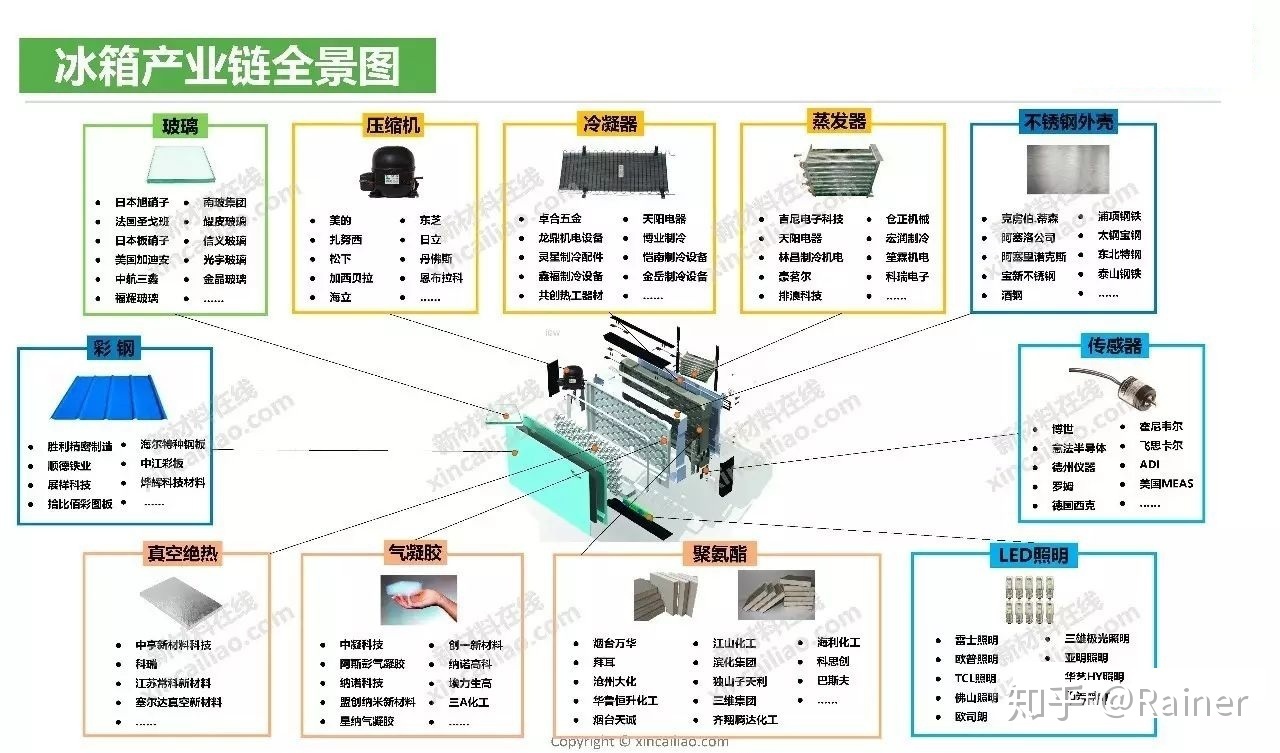 冰箱产业链全景图
玻璃
日本旭硝子
法国圣戈班
日本板硝子
美国加迪安
中航三鑫
福耀玻璃
南玻集团
耀皮玻璃
信义玻璃
光宇玻璃
金晶玻璃
......
压缩机
美的
扎努西
松下
加西贝拉
海立
东芝
日立
丹佛斯
恩布拉科
......
冷凝器
卓合五金
龙鼎机电设备
灵星制冷配件
鑫福制冷设备
共创热工器材
天阳电器
博业制冷
恺南制冷设备
金岳制冷设备
......
蒸发器
吉尼电子科技
天阳电器
林昌制冷机电
豪茗尔
排浪科技
仓正机械
宏润制冷
笙霖机电
科瑞电子
......
不锈钢外壳
克虏伯.蒂森
阿塞洛公司
阿塞里诺克斯
宝新不锈钢
酒钢
浦项钢铁
太钢宝钢
东北特钢
泰山钢铁
......
彩 钢
胜利精密制造
顺德铁业
展祥科技
拾比佰彩图板
海尔特种钢板
中江彩板
烨辉科技材料
......
传感器
博世
意法半导体
德州仪器
罗姆
德国西克
霍尼韦尔
飞思卡尔
ADI
美国MEAS
......
真空绝热
中亨新材料科技
科瑞
江苏常科新材料
塞尔达真空新材料
......
气凝胶
中凝科技
阿斯彭气凝胶
纳诺科技
盟创纳米新材料
星纳气凝胶
创一新材料
纳诺高科
埃力生高
三A化工
......
聚氨酯
烟台万华
拜耳
沧州大化
华鲁恒升化工
烟台天诚
江山化工
滨化集团
独山子天利
三维集团
齐翔腾达化工
海利化工
科思创
巴斯夫
......
LED照明
雷士照明
欧普照明
TCL照明
佛山照明
欧司朗
三雄极光照明
亚明照明
华艺HY照明
知乎 @Rainer
新材料在线
xincailiao.com
Copyright © xincailiao.com